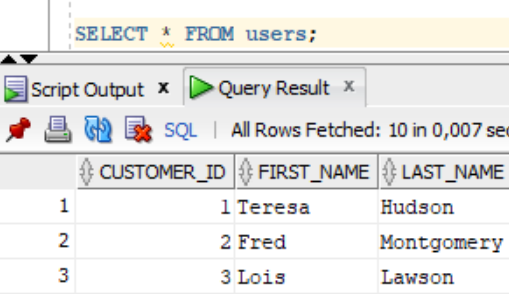 SELECT * FROM users;
Script Output x Query Result x
SQL | All Rows Fetched: 10 in 0,007 sec
CUSTOMER_ID FIRST_NAME LAST_NAME
1 1 Teresa Hudson
2 2 Fred Montgomery
3 3 Lois Lawson